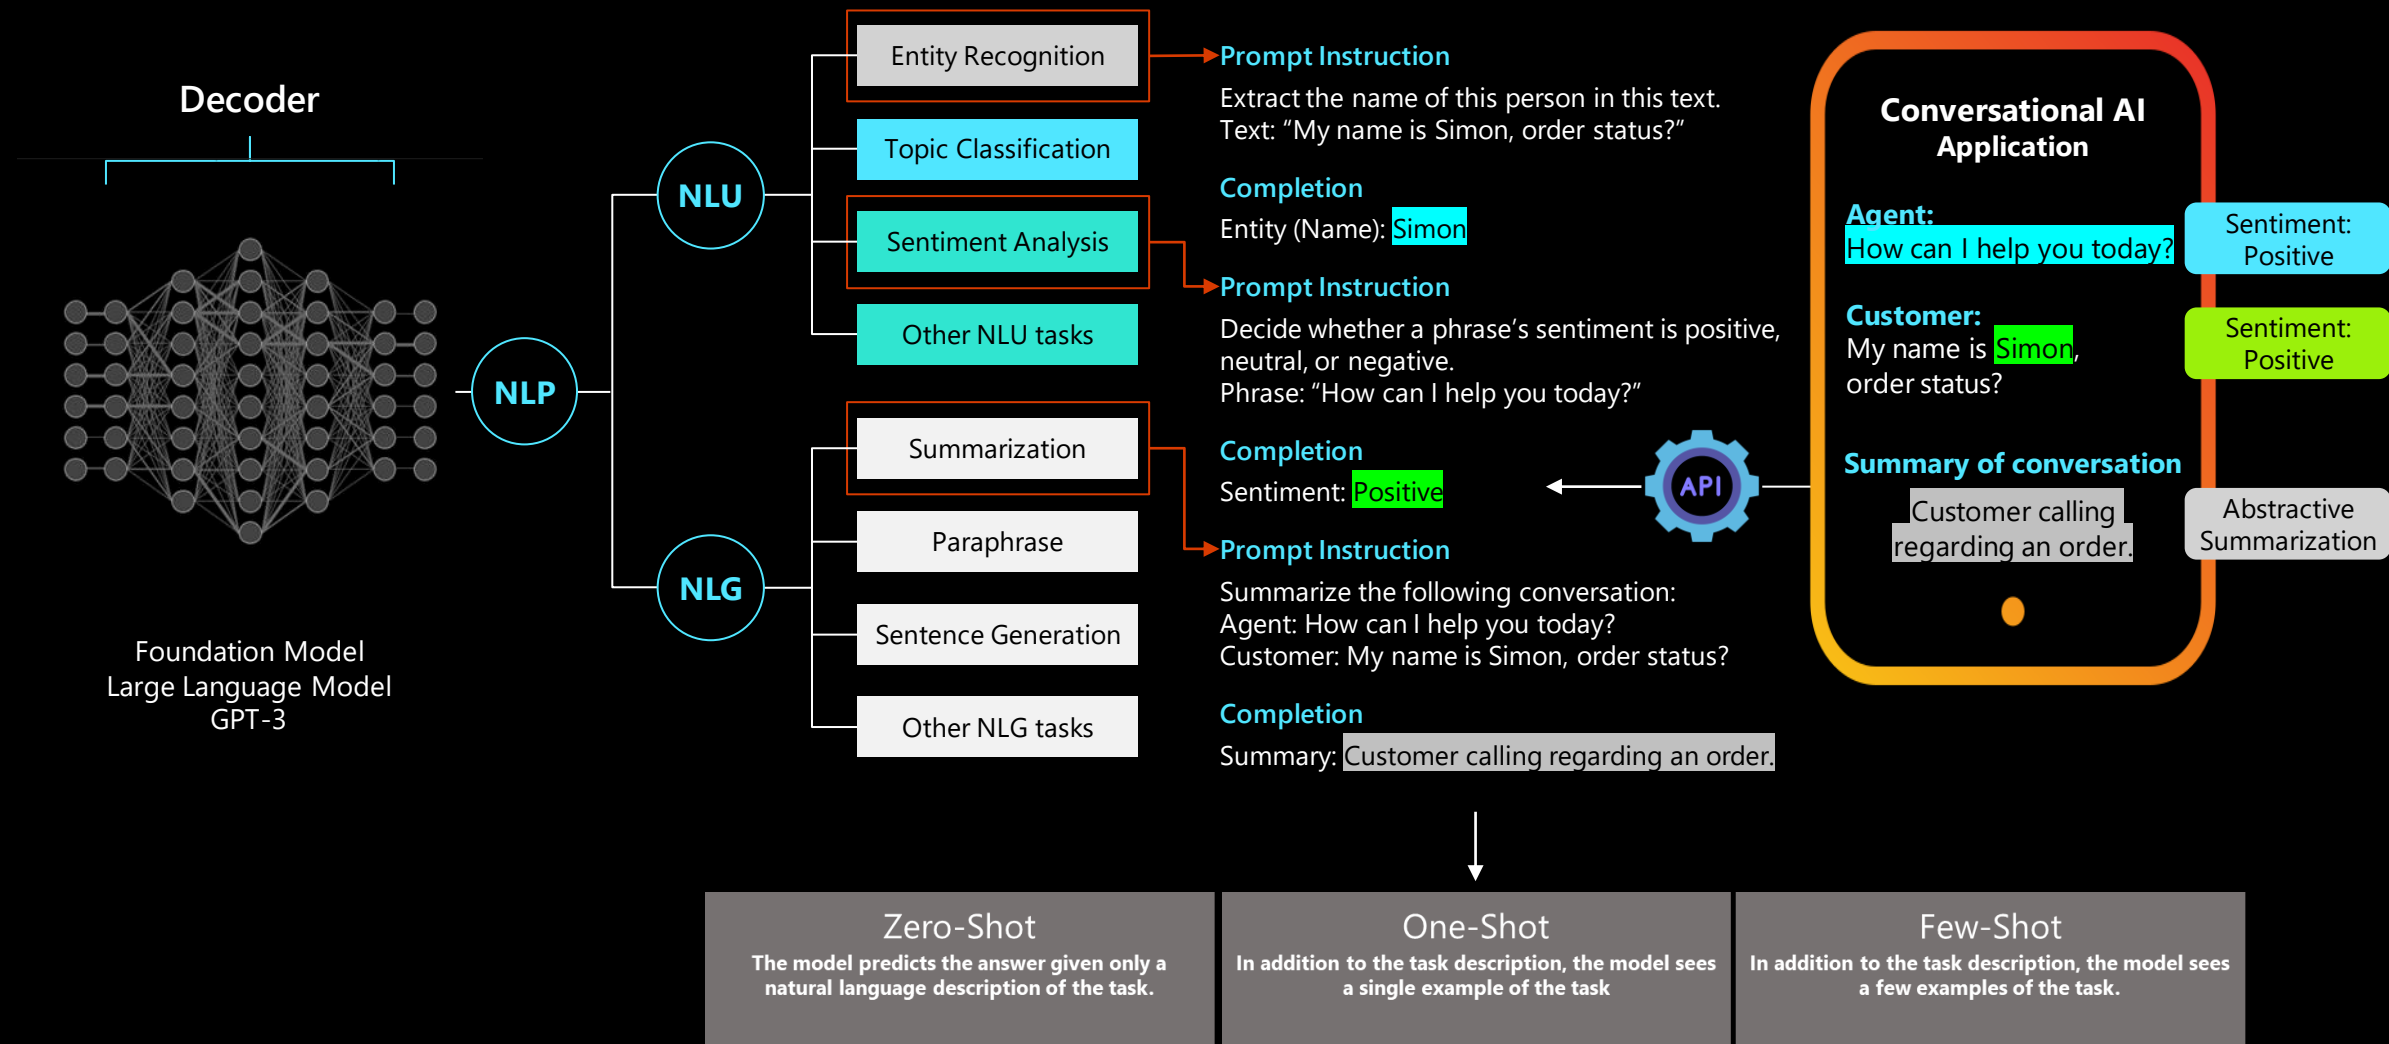 Decoder
Foundation Model
Large Language Model
GPT-3
NLP
NLU
NLG
Entity Recognition
Topic Classification
Sentiment Analysis
Other NLU tasks
Summarization
Paraphrase
Sentence Generation
Other NLG tasks
Prompt Instruction
Extract the name of this person in this text.
Text: “My name is Simon, order status?”
Completion
Entity (Name): Simon
Prompt Instruction
Decide whether a phrase’s sentiment is positive,
neutral, or negative.
Phrase: “How can I help you today?”
Completion
Sentiment: Positive
Prompt Instruction
Summarize the following conversation:
Agent: How can I help you today?
Customer: My name is Simon, order status?
Completion
Summary: Customer calling regarding an order.
API
Conversational AI
Application
Agent:
How can I help you today?
Sentiment:
Positive
Customer:
My name is Simon,
order status?
Sentiment:
Positive
Summary of conversation
Customer calling
regarding an order.
Abstractive
Summarization
Zero-Shot
The model predicts the answer given only a
natural language description of the task.
One-Shot
In addition to the task description, the model sees
a single example of the task
Few-Shot
In addition to the task description, the model sees
a few examples of the task.